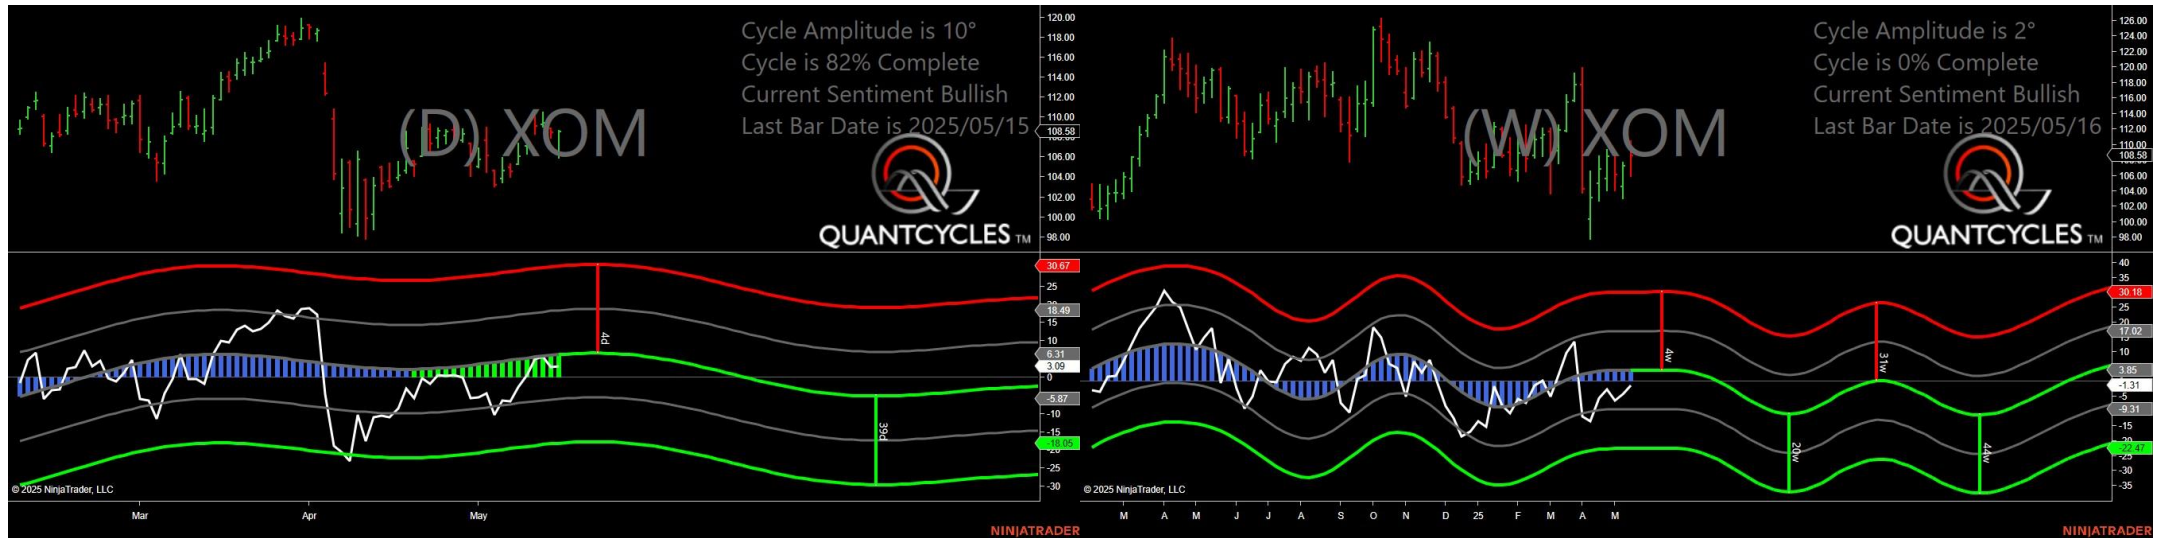 Cycle Amplitude is 10°
Cycle is 82% Complete
Current Sentiment Bullish
Last Bar Date is 2025/05/15
(D) XOM
QUANTCYCLES TM
120.00
118.00
116.00
114.00
112.00
110.00
108.58
106.00
104.00
102.00
100.00
98.00
30.67
25
18.49
15
10
6.31
3.09
0
-5.87
-10
-15
-18.05
-25
-30
4d
39d
© 2025 NinjaTrader, LLC
Mar
Apr
May
NINJATRADER
Cycle Amplitude is 2°
Cycle is 0% Complete
Current Sentiment Bullish
Last Bar Date is 2025/05/16
(W) XOM
QUANTCYCLES TM
126.00
124.00
122.00
120.00
118.00
116.00
114.00
112.00
110.00
108.58
106.00
104.00
102.00
100.00
98.00
40
35
30.18
25
17.02
10
3.85
-1.31
-5
-9.31
-15
-22.47
-30
-35
4w
20w
31w
44w
© 2025 NinjaTrader, LLC
M A M J J A S O N D 25 F M A M
NINJATRADER